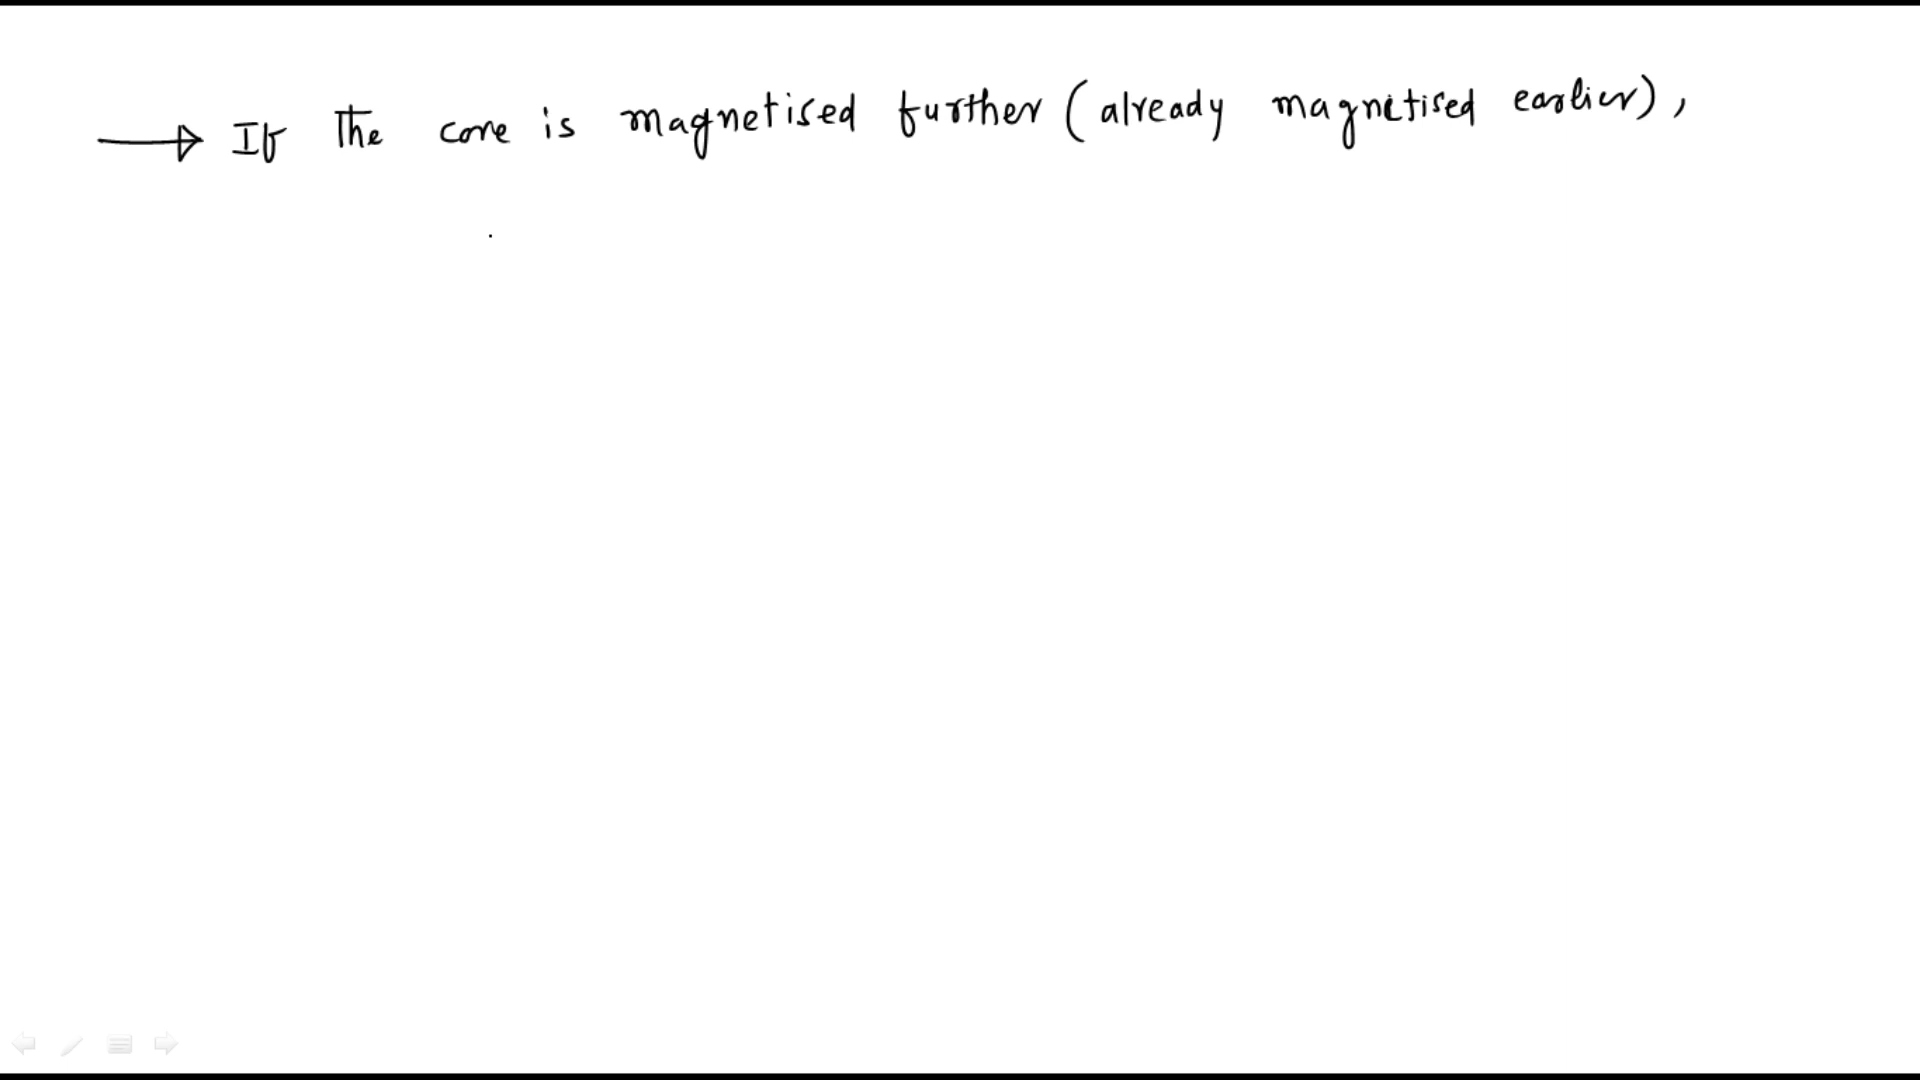 → If the core is magnetised further (already magnetised earlier),